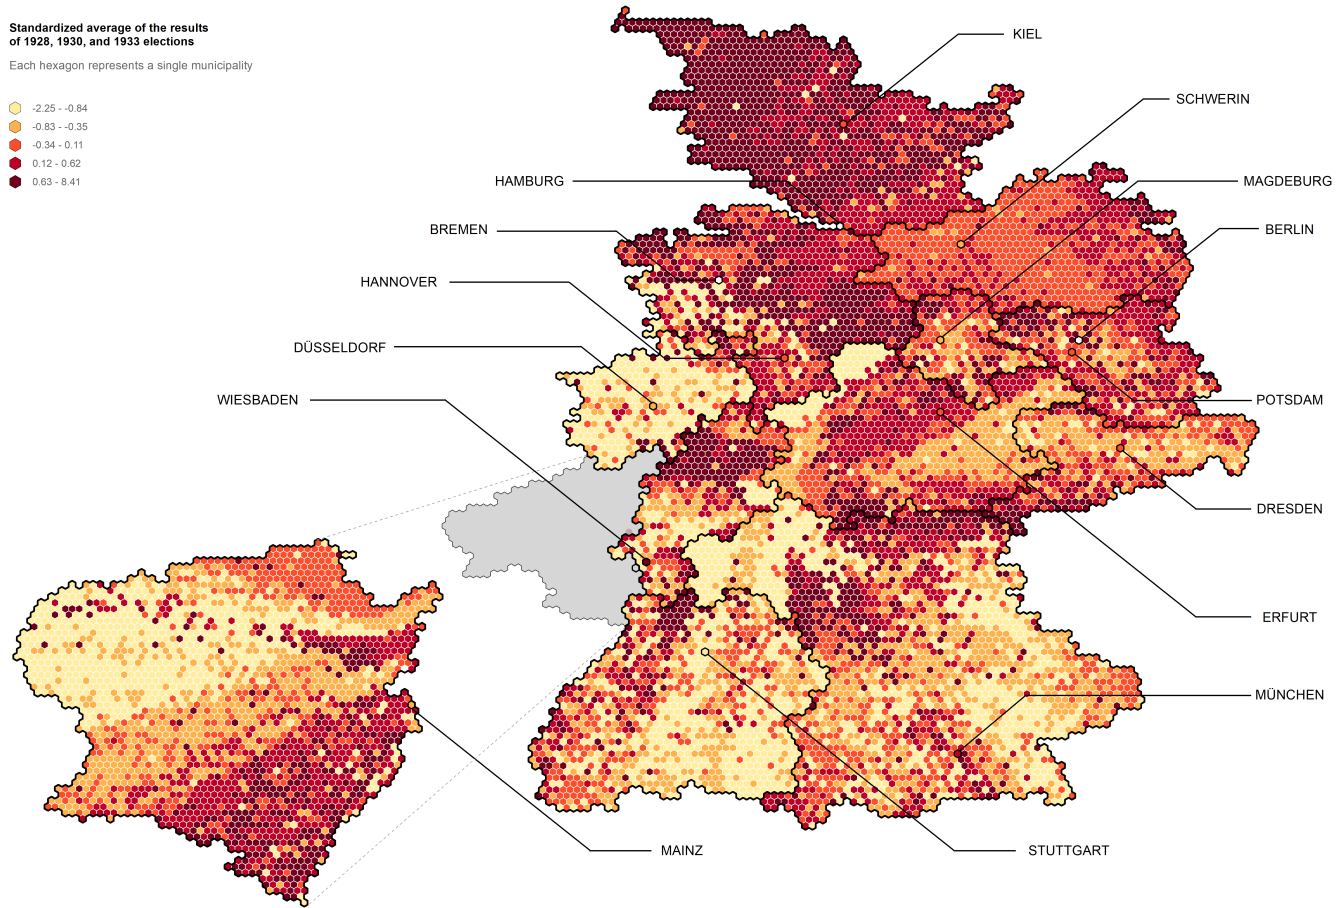 Standardized average of the results
of 1928, 1930, and 1933 elections
Each hexagon represents a single municipality
-2.25 - -0.84
-0.83 - -0.35
-0.34 - 0.11
0.12 - 0.62
0.63 - 8.41
KIEL
SCHWERIN
HAMBURG
MAGDEBURG
BREMEN
BERLIN
HANNOVER
DÜSSELDORF
WIESBADEN
POTSDAM
DRESDEN
ERFURT
MÜNCHEN
MAINZ
STUTTGART